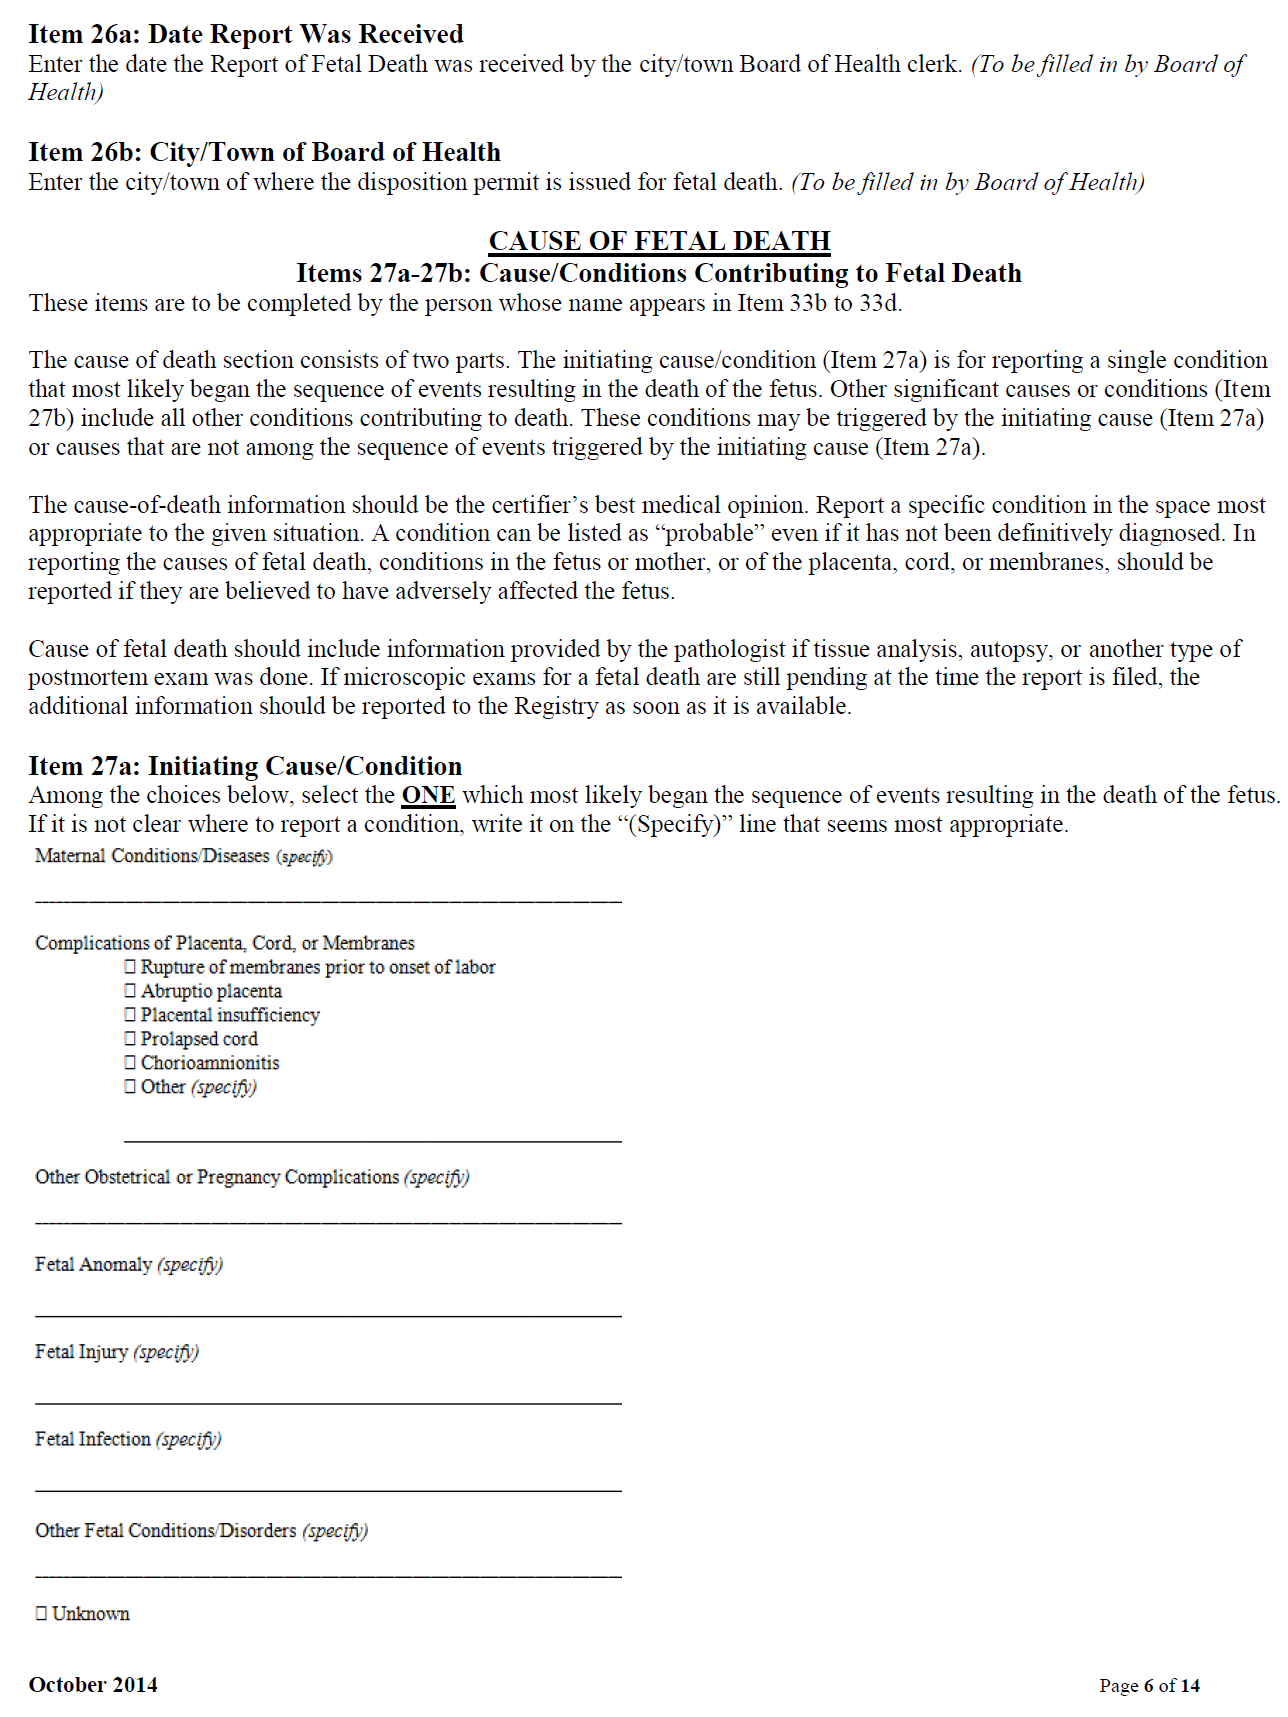 Item 26a: Date Report Was Received
Enter the date the Report of Fetal Death was received by the city/town Board of Health clerk. (To be filled in by Board of
Health)
Item 26b: City/Town of Board of Health
Enter the city/town of where the disposition permit is issued for fetal death. (To be filled in by Board of Health)
CAUSE OF FETAL DEATH
Items 27a-27b: Cause/Conditions Contributing to Fetal Death
These items are to be completed by the person whose name appears in Item 33b to 33d.
The cause of death section consists of two parts. The initiating cause/condition (Item 27a) is for reporting a single condition
that most likely began the sequence of events resulting in the death of the fetus. Other significant causes or conditions (Item
27b) include all other conditions contributing to death. These conditions may be triggered by the initiating cause (Item 27a)
or causes that are not among the sequence of events triggered by the initiating cause (Item 27a).
The cause-of-death information should be the certifier’s best medical opinion. Report a specific condition in the space most
appropriate to the given situation. A condition can be listed as “probable” even if it has not been definitively diagnosed. In
reporting the causes of fetal death, conditions in the fetus or mother, or of the placenta, cord, or membranes, should be
reported if they are believed to have adversely affected the fetus.
Cause of fetal death should include information provided by the pathologist if tissue analysis, autopsy, or another type of
postmortem exam was done. If microscopic exams for a fetal death are still pending at the time the report is filed, the
additional information should be reported to the Registry as soon as it is available.
Item 27a: Initiating Cause/Condition
Among the choices below, select the ONE which most likely began the sequence of events resulting in the death of the fetus.
If it is not clear where to report a condition, write it on the “(Specify)” line that seems most appropriate.
Maternal Conditions/Diseases (specify)
Complications of Placenta, Cord, or Membranes
☐ Rupture of membranes prior to onset of labor
☐ Abruptio placenta
☐ Placental insufficiency
☐ Prolapsed cord
☐ Chorioamnionitis
☐ Other (specify)
Other Obstetrical or Pregnancy Complications (specify)
Fetal Anomaly (specify)
Fetal Injury (specify)
Fetal Infection (specify)
Other Fetal Conditions/Disorders (specify)
☐ Unknown
October 2014
Page 6 of 14